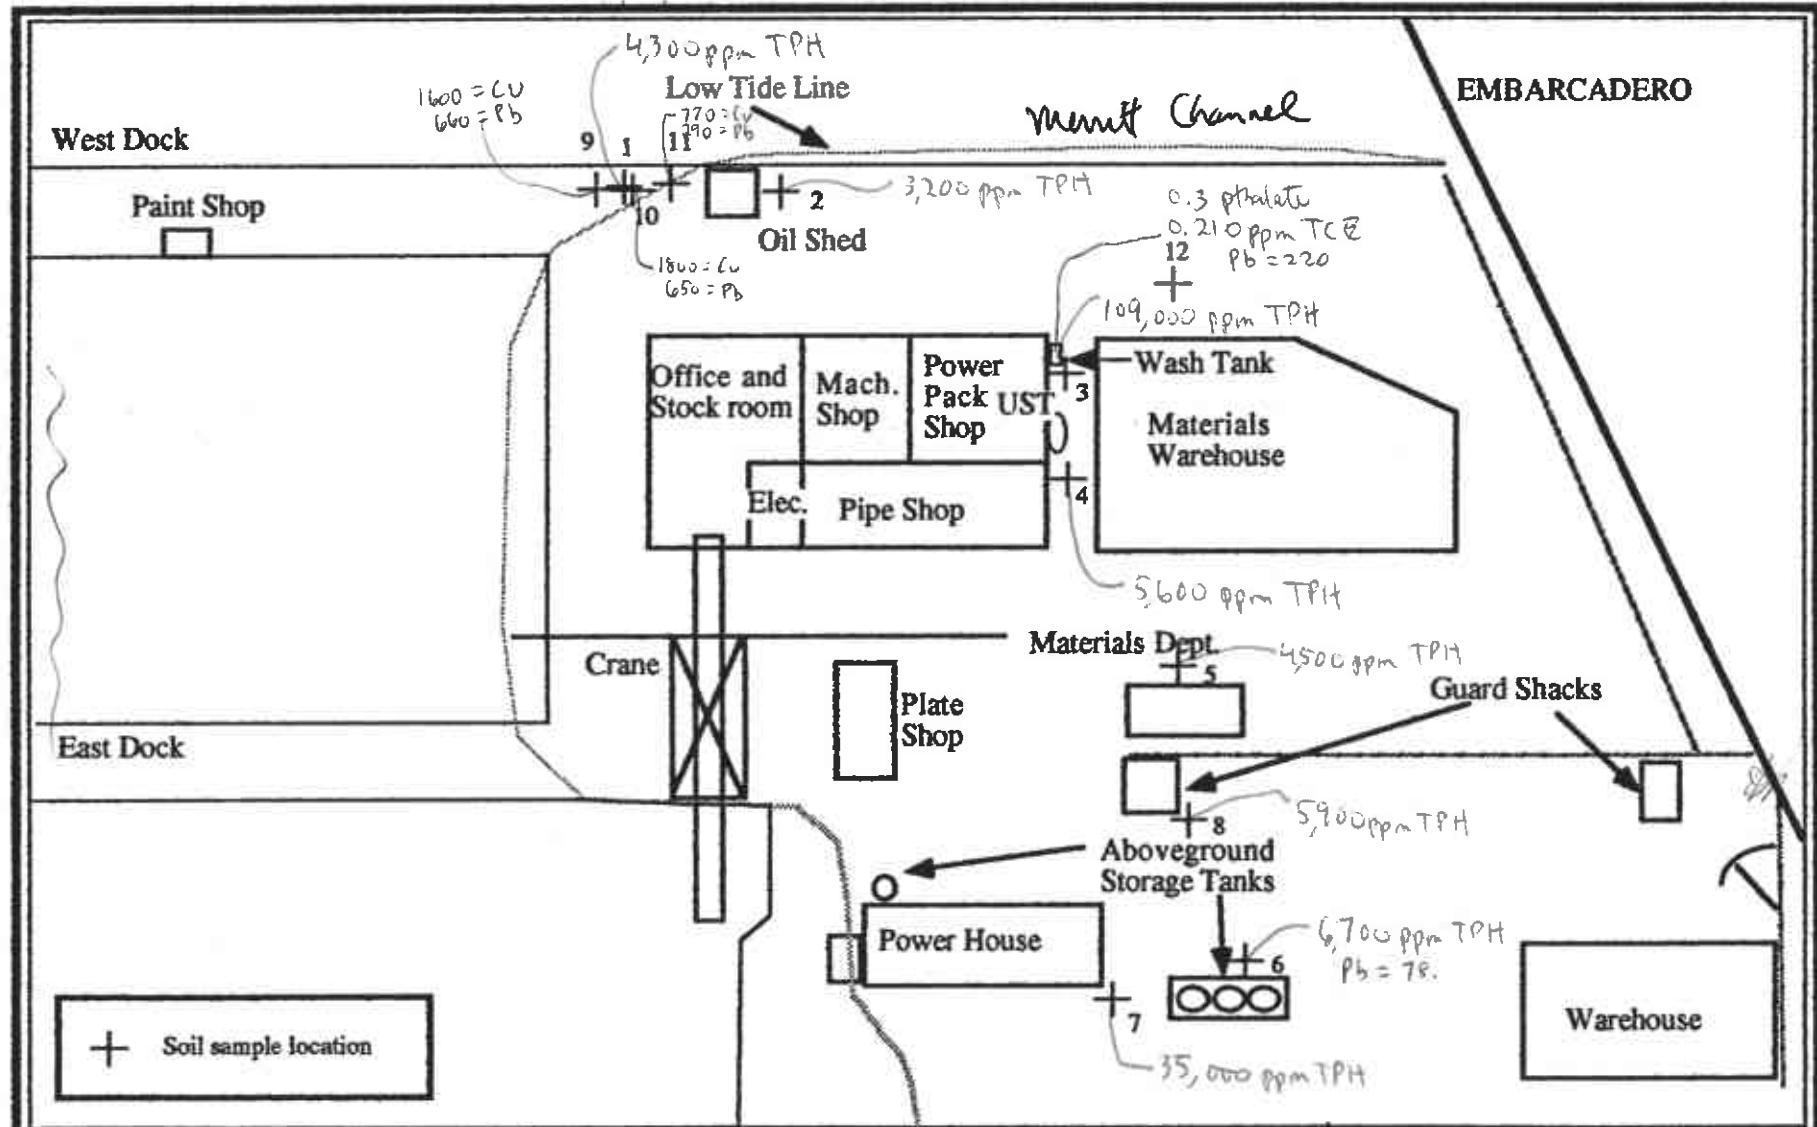 4,300 ppm TPH
1600 = CU
660 = Pb
Low Tide Line
770 = Cu
390 = Pb
Merritt Channel
EMBARCADERO
West Dock
9
1
11
Paint Shop
10
2
3,200 ppm TPH
Oil Shed
1800 = Cu
650 = Pb
0.3 pthalate
0.210 ppm TCE
Pb = 220
12
109,000 ppm TPH
Office and
Stock room
Mach.
Shop
Power
Pack
Shop
UST
Wash Tank
3
Materials
Warehouse
4
Elec.
Pipe Shop
5,600 ppm TPH
Crane
Materials Dept.
4,500 ppm TPH
5
Guard Shacks
Plate
Shop
East Dock
5,900 ppm TPH
8
Aboveground
Storage Tanks
Power House
6,700 ppm TPH
Pb = 78.
6
7
35,000 ppm TPH
Warehouse
Soil sample location